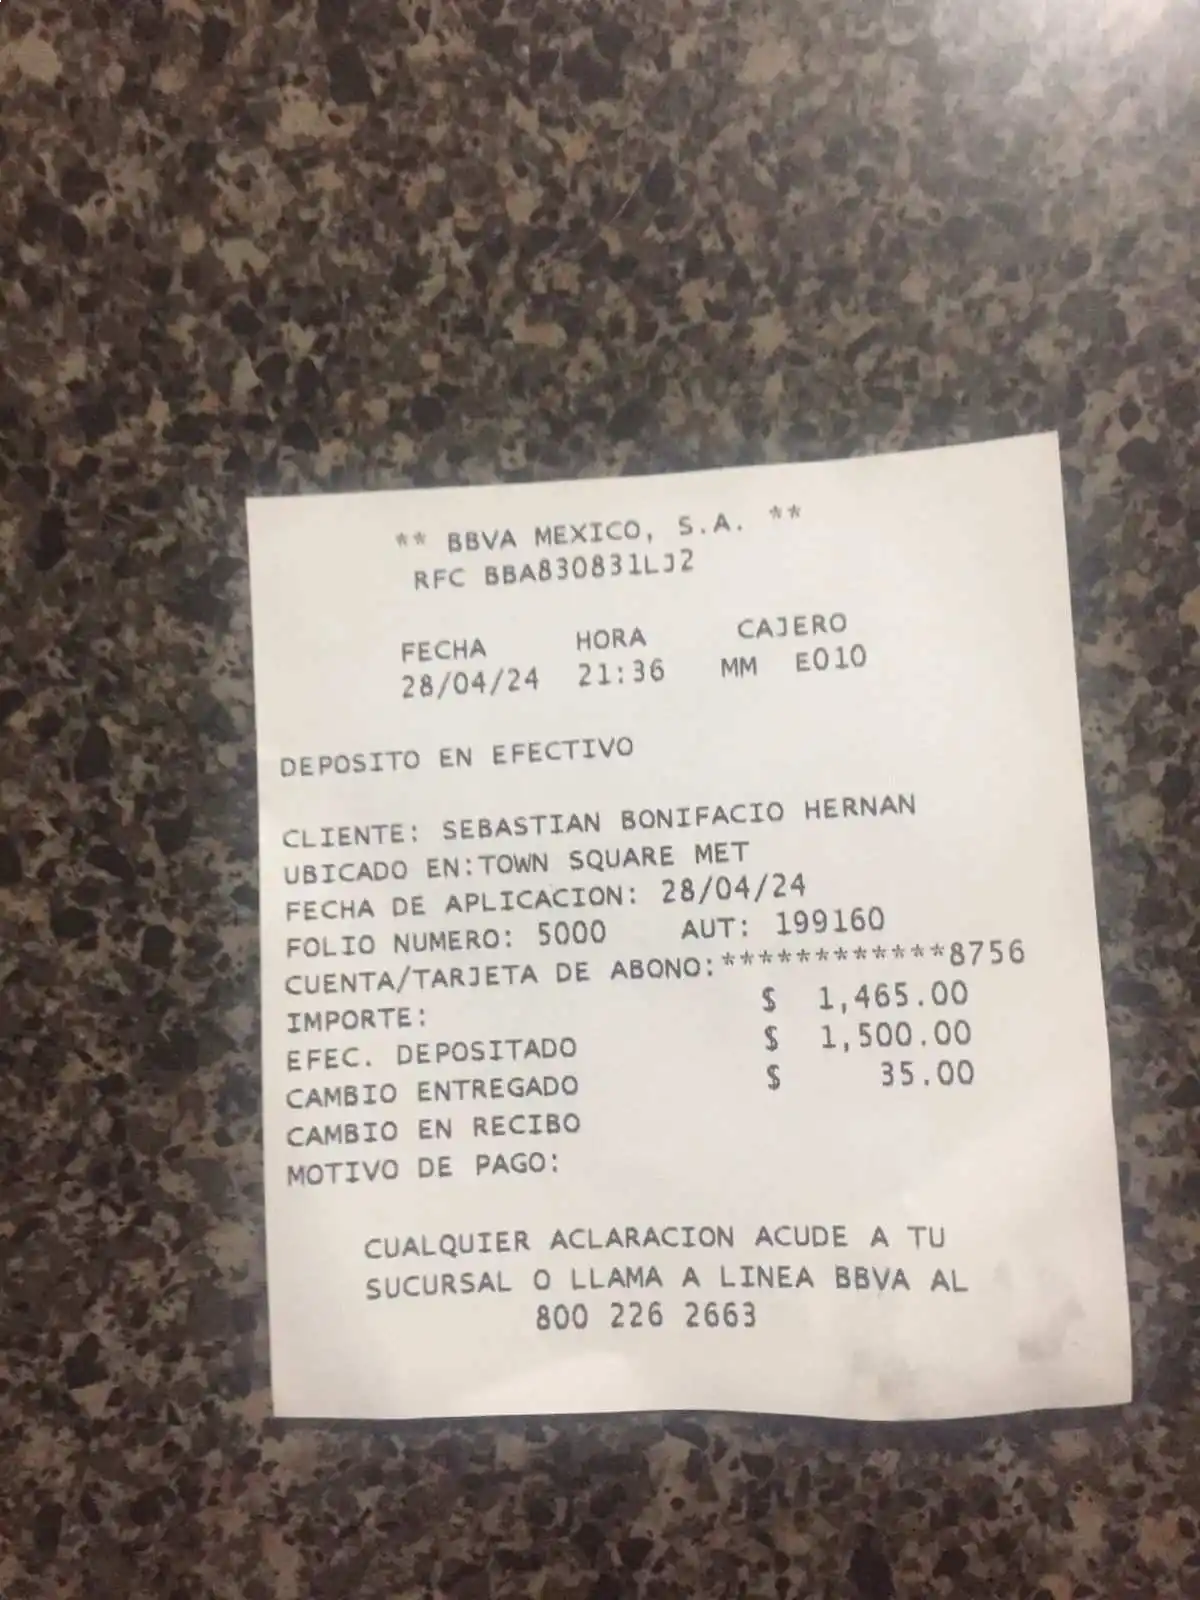 ** BBVA MEXICO, S.A. **
RFC BBA830831LJ2
FECHA HORA CAJERO
28/04/24 21:36 MM E010
DEPOSITO EN EFECTIVO
CLIENTE: SEBASTIAN BONIFACIO HERNAN
UBICADO EN:TOWN SQUARE MET
FECHA DE APLICACION: 28/04/24
FOLIO NUMERO: 5000 AUT: 199160
CUENTA/TARJETA DE ABONO:************8756
IMPORTE: $ 1,465.00
EFEC. DEPOSITADO $ 1,500.00
CAMBIO ENTREGADO $ 35.00
CAMBIO EN RECIBO
MOTIVO DE PAGO:
CUALQUIER ACLARACION ACUDE A TU
SUCURSAL O LLAMA A LINEA BBVA AL
800 226 2663